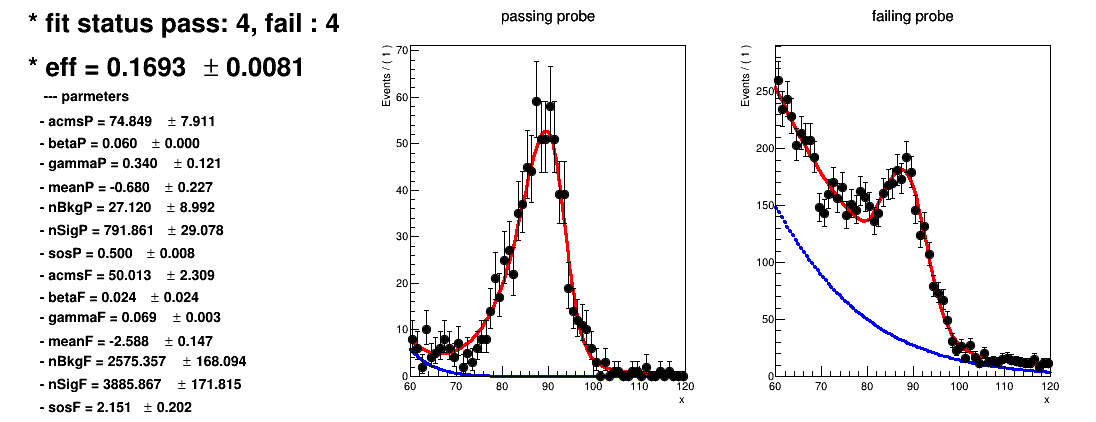 * fit status pass: 4, fail : 4
* eff = 0.1693 ± 0.0081
--- parmeters
- acmsP = 74.849 ± 7.911
- betaP = 0.060 ± 0.000
- gammaP = 0.340 ± 0.121
- meanP = -0.680 ± 0.227
- nBkgP = 27.120 ± 8.992
- nSigP = 791.861 ± 29.078
- sosP = 0.500 ± 0.008
- acmsF = 50.013 ± 2.309
- betaF = 0.024 ± 0.024
- gammaF = 0.069 ± 0.003
- meanF = -2.588 ± 0.147
- nBkgF = 2575.357 ± 168.094
- nSigF = 3885.867 ± 171.815
- sosF = 2.151 ± 0.202
passing probe
Events / ( 1 )
70
60
50
40
30
20
10
0
60 70 80 90 100 110 120
x
failing probe
Events / ( 1 )
250
200
150
100
50
0
60 70 80 90 100 110 120
x